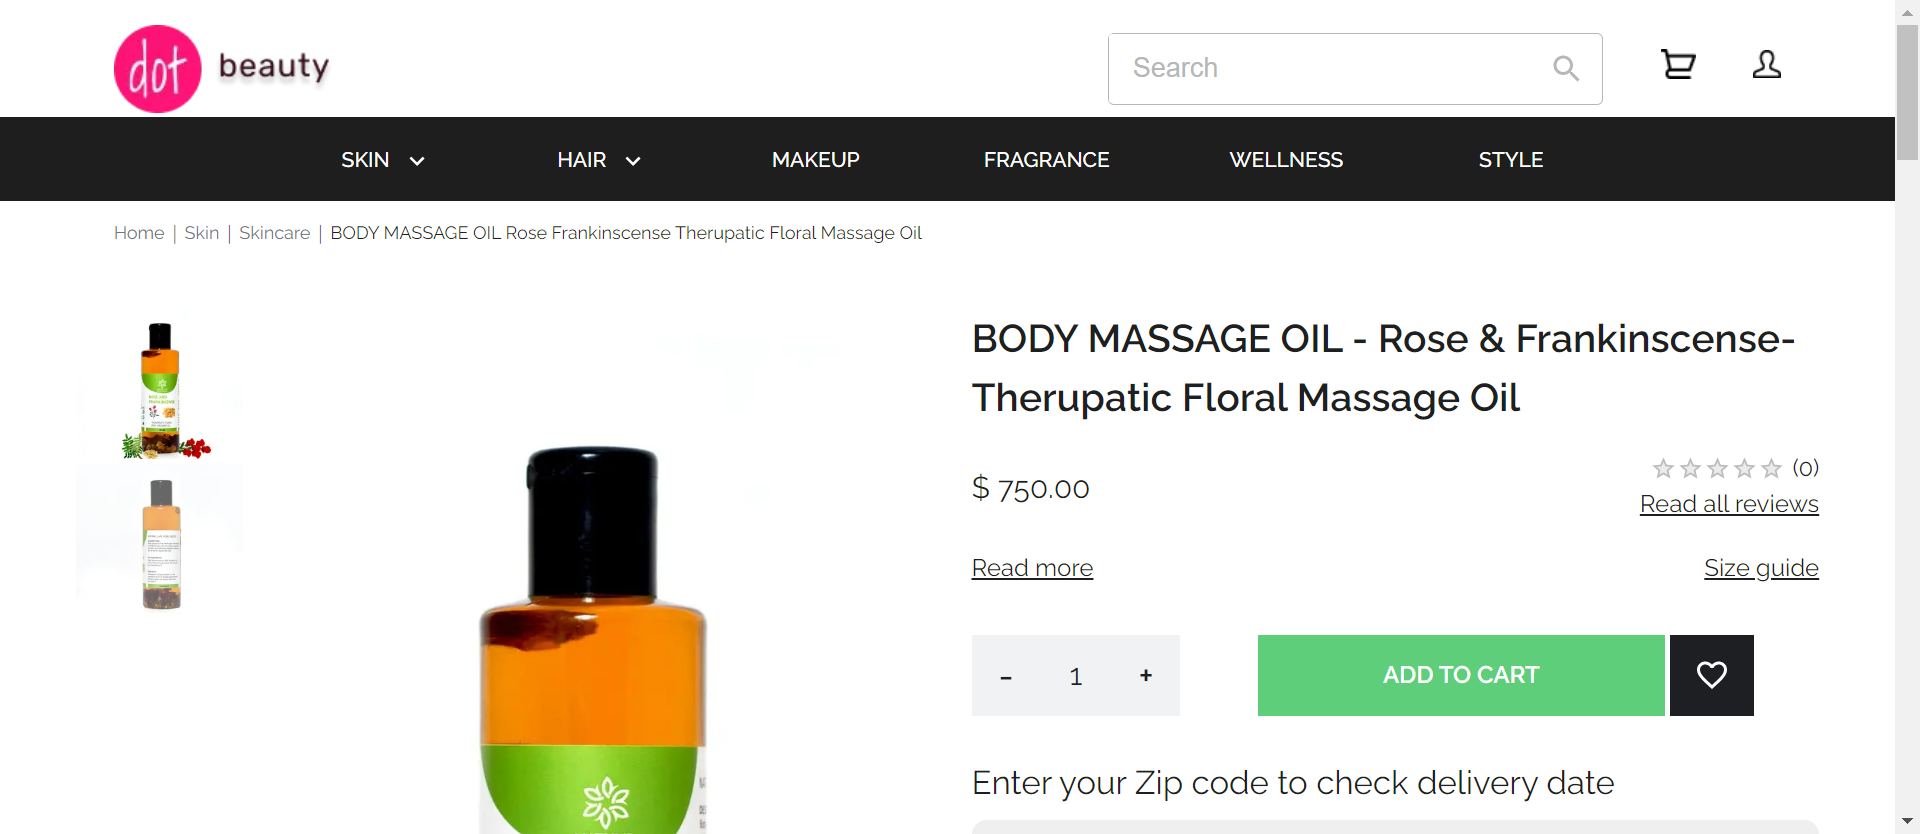 dot beauty
Search
SKIN HAIR MAKEUP FRAGRANCE WELLNESS STYLE
Home | Skin | Skincare | BODY MASSAGE OIL Rose Frankinscense Therupatic Floral Massage Oil
BODY MASSAGE OIL - Rose & Frankinscense-
Therupatic Floral Massage Oil
$ 750.00
(0)
Read all reviews
Read more
Size guide
- 1 +
ADD TO CART
Enter your Zip code to check delivery date